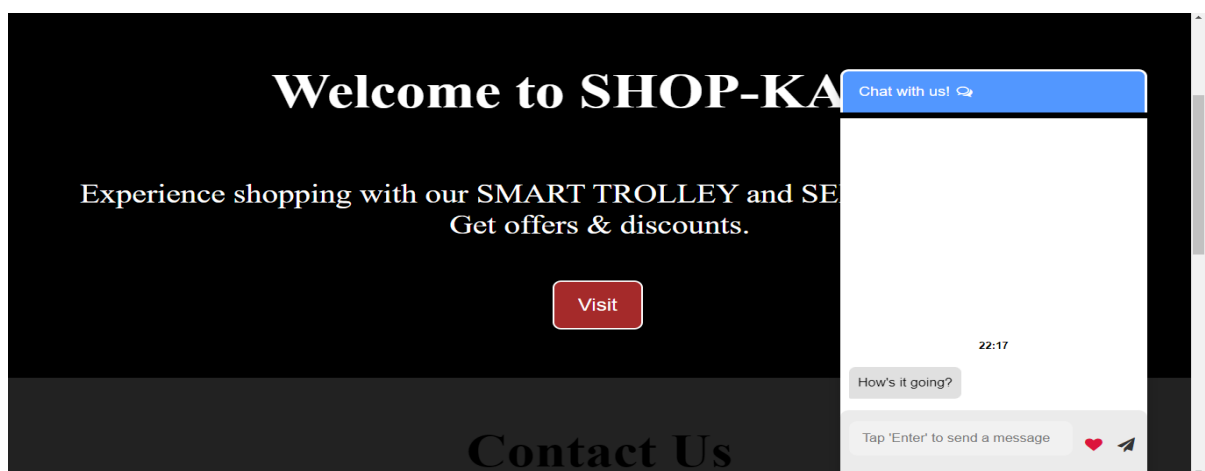 Welcome to SHOP-KA
Chat with us!
Experience shopping with our SMART TROLLEY and SE
Get offers & discounts.
Visit
22:17
How's it going?
Tap 'Enter' to send a message
Contact Us